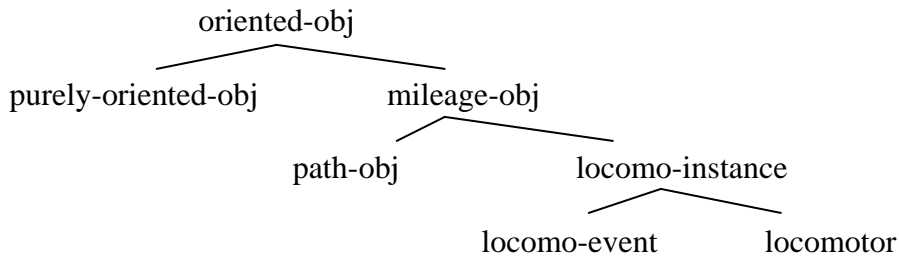 oriented-obj
purely-oriented-obj mileage-obj
path-obj locomo-instance
locomo-event locomotor